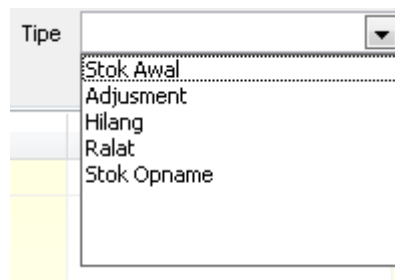 Tipe
Stok Awal
Adjusment
Hilang
Ralat
Stok Opname